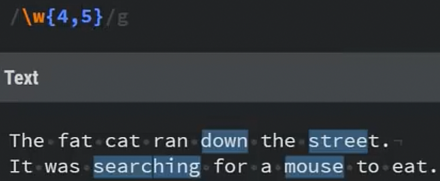 /\w{4,5}/g
Text
The fat cat ran down the street.
It was searching for a mouse to eat.